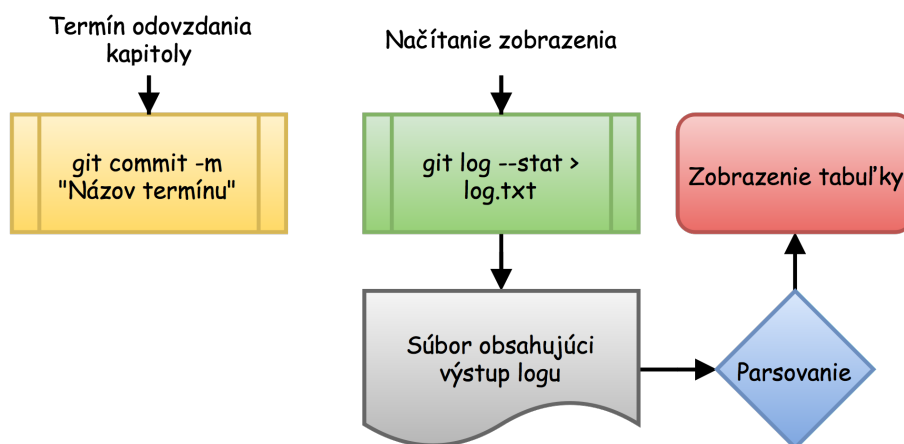 Termín odovzdania
kapitoly
Načítanie zobrazenia
git commit -m
"Názov termínu"
git log --stat >
log.txt
Zobrazenie tabuľky
Súbor obsahujúci
výstup logu
Parsovanie